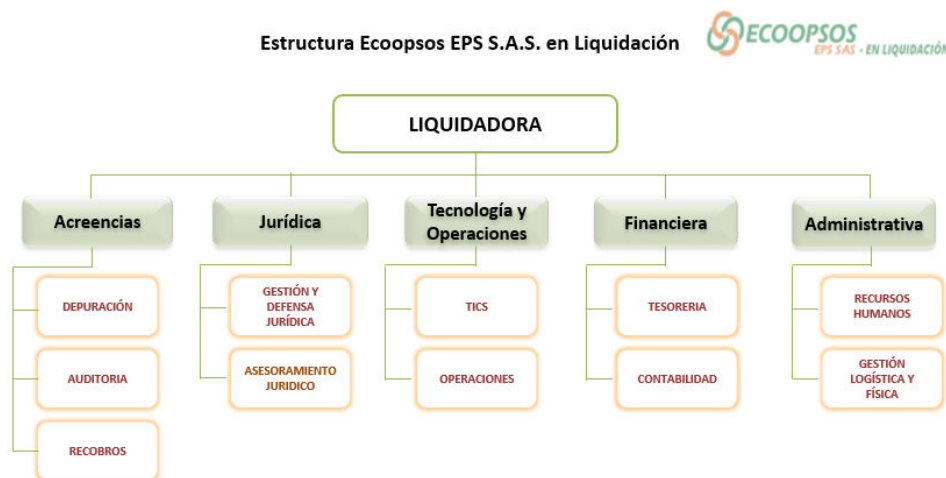 Estructura Ecoopsos EPS S.A.S. en Liquidación
ECOOPSOS
EPS SAS - EN LIQUIDACIÓN
LIQUIDADORA
Acreencias
Jurídica
Tecnología y
Operaciones
Financiera
Administrativa
DEPURACIÓN
GESTIÓN Y
DEFENSA
JURÍDICA
TICS
TESORERIA
RECURSOS
HUMANOS
AUDITORIA
ASESORAMIENTO
JURIDICO
OPERACIONES
CONTABILIDAD
GESTIÓN
LOGÍSTICA Y
FÍSICA
RECOBROS